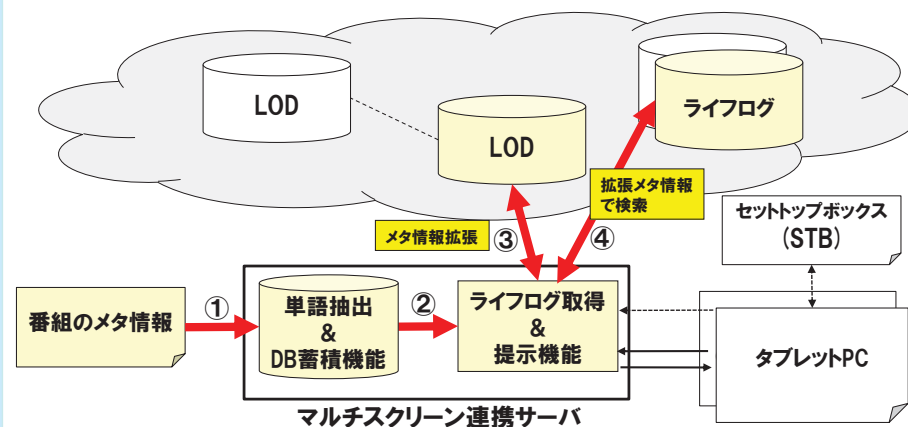 LOD
LOD
ライフログ
メタ情報拡張
③
④
拡張メタ情報
で検索
セットトップボックス
(STB)
番組のメタ情報
①
単語抽出
&
DB蓄積機能
②
ライフログ取得
&
提示機能
タブレットPC
マルチスクリーン連携サーバ